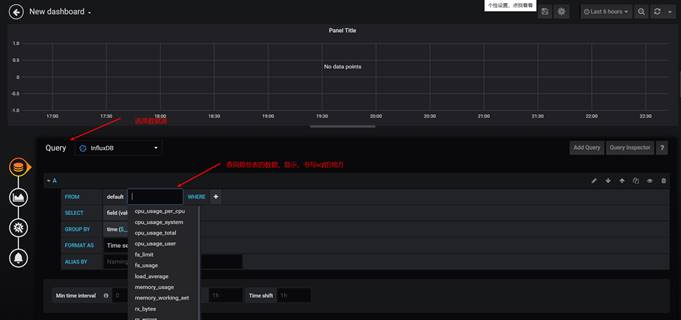 个性设置，点我看看
New dashboard
Last 6 hours
Panel Title
1.0
0.5
0
-0.5
-1.0
No data points
17:00 17:30 18:00 18:30 19:00 19:30 20:00 20:30 21:00 21:30 22:00 22:30
选择数据源
Query InfluxDB Add Query Query Inspector ?
查询那些表的数据，显示，书写sql的地方
A
FROM default WHERE +
SELECT field (valu
GROUP BY time ($_
FORMAT AS Time se
ALIAS BY Naming
cpu_usage_per_cpu
cpu_usage_system
cpu_usage_total
cpu_usage_user
fs_limit
fs_usage
load_average
memory_usage
memory_working_set
rx_bytes
rx_errors
Min time interval 0 1h Time shift 1h